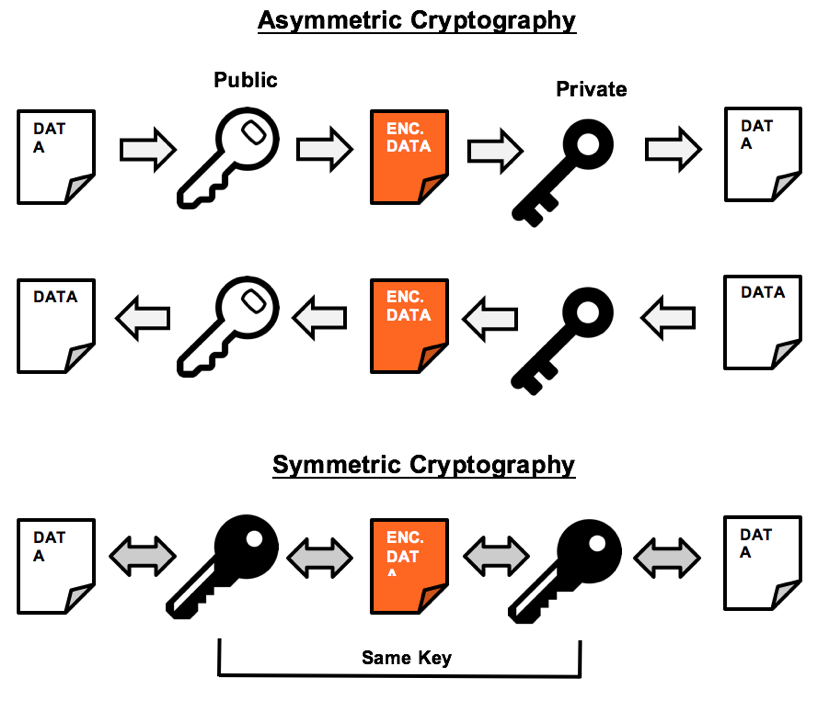 Asymmetric Cryptography
Public
Private
DAT
A
ENC.
DATA
DAT
A
DATA
ENC.
DATA
DATA
Symmetric Cryptography
DAT
A
ENC.
DAT
A
DAT
A
Same Key